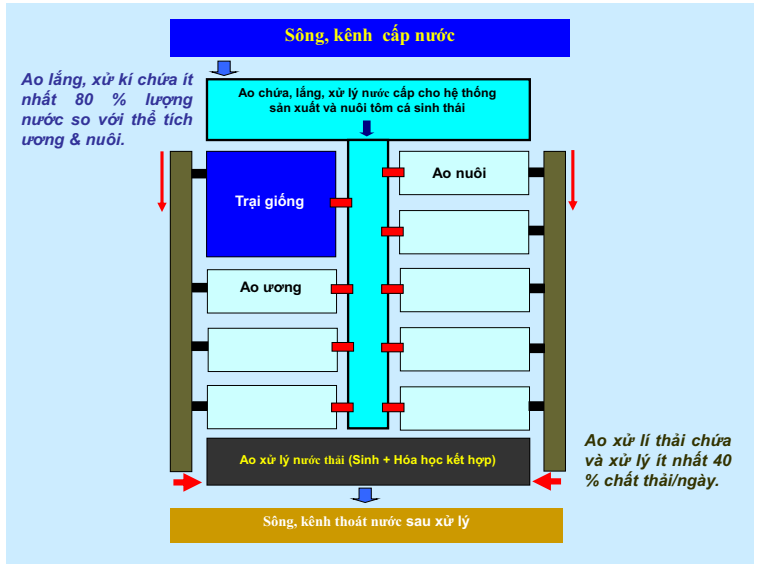 Sông, kênh cấp nước
Ao lắng, xử kí chứa ít
nhất 80 % lượng
nước so với thể tích
ương & nuôi.
Ao chứa, lắng, xử lý nước cấp cho hệ thống
sản xuất và nuôi tôm cá sinh thái
Trại giống
Ao nuôi
Ao ương
Ao xử lý nước thải (Sinh + Hóa học kết hợp)
Ao xử lí thải chứa
và xử lý ít nhất 40
% chất thải/ngày.
Sông, kênh thoát nước sau xử lý